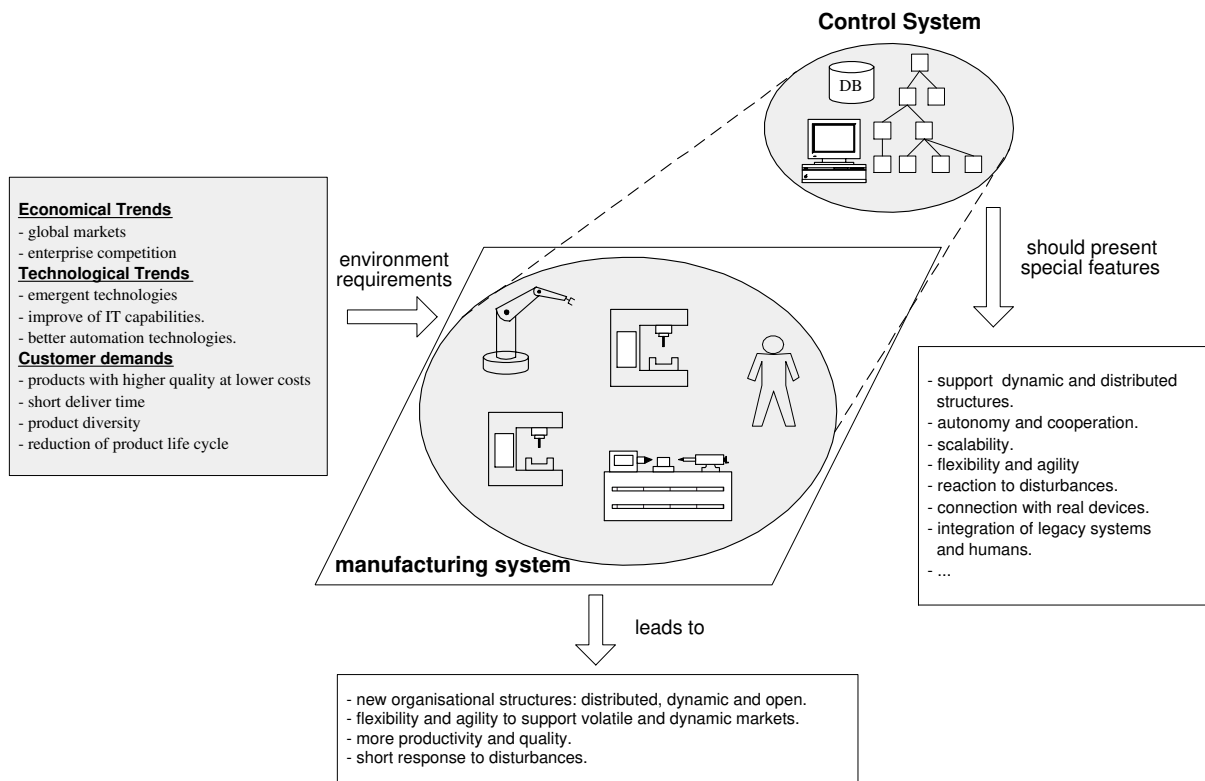 Control System
DB
Economical Trends
- global markets
- enterprise competition
Technological Trends
- emergent technologies
- improve of IT capabilities.
- better automation technologies.
Customer demands
- products with higher quality at lower costs
- short deliver time
- product diversity
- reduction of product life cycle
environment
requirements
should present
special features
- support dynamic and distributed
structures.
- autonomy and cooperation.
- scalability.
- flexibility and agility
- reaction to disturbances.
- connection with real devices.
- integration of legacy systems
and humans.
- ...
manufacturing system
leads to
- new organisational structures: distributed, dynamic and open.
- flexibility and agility to support volatile and dynamic markets.
- more productivity and quality.
- short response to disturbances.